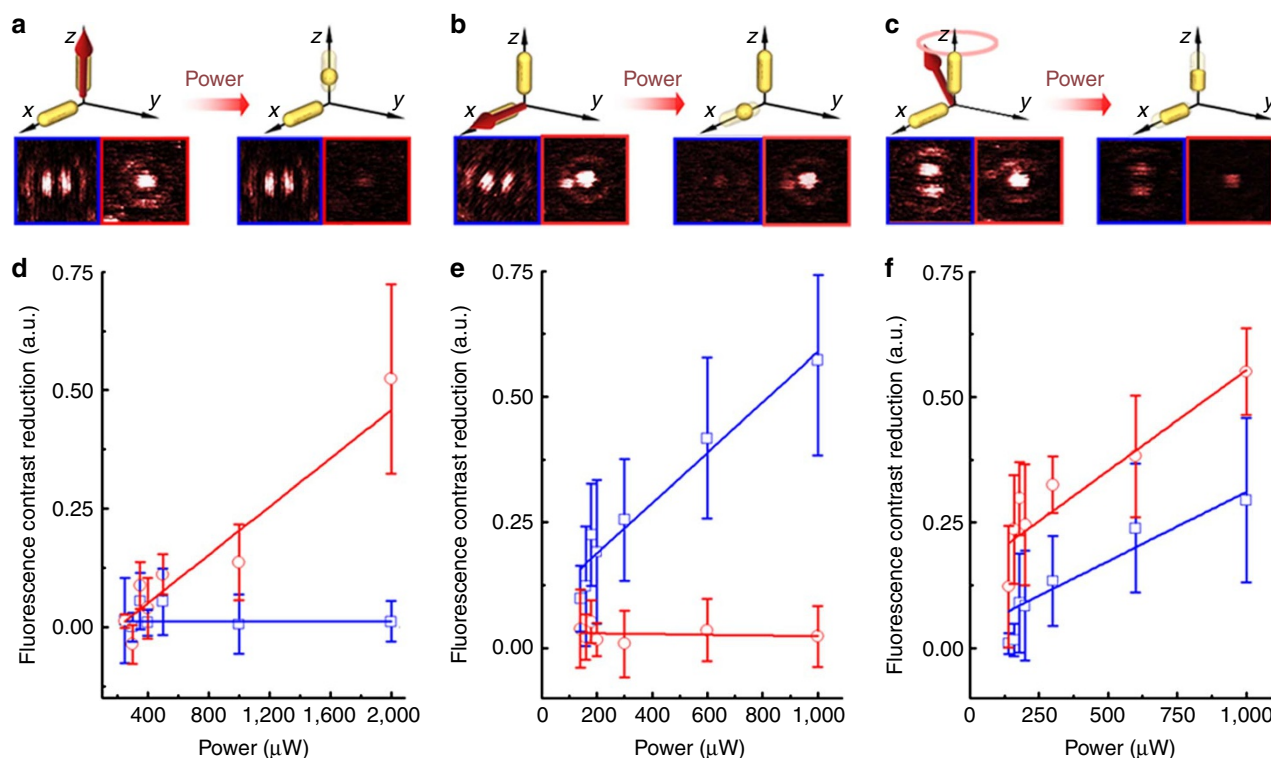 a
b
c
z
x
y
Power
z
x
y
z
x
y
Power
z
x
y
z
x
y
Power
z
x
y
d
e
f
Fluorescence contrast reduction (a.u.)
0.75
0.50
0.25
0.00
400 800 1,200 1,600 2,000
Power (μW)
Fluorescence contrast reduction (a.u.)
0.75
0.50
0.25
0.00
0 200 400 600 800 1,000
Power (μW)
Fluorescence contrast reduction (a.u.)
0.75
0.50
0.25
0.00
0 250 500 750 1,000
Power (μW)